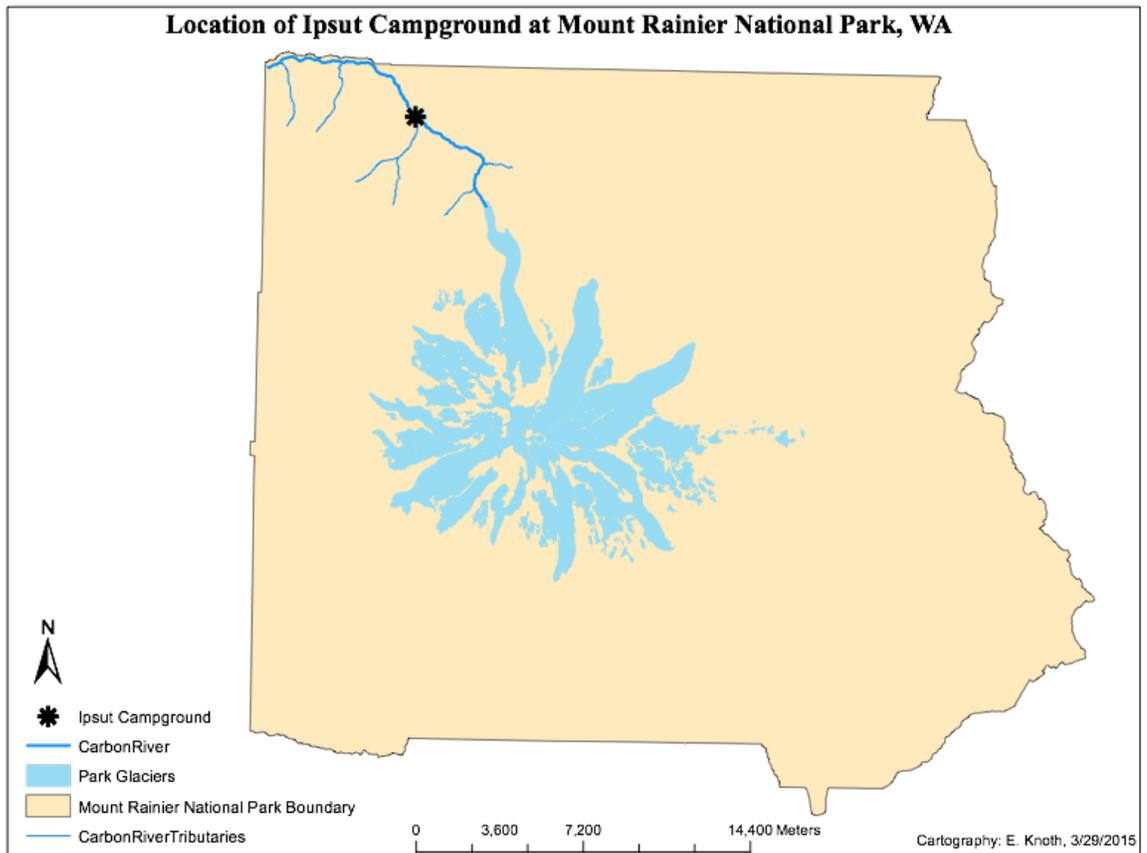 Location of Ipsut Campground at Mount Rainier National Park, WA
N
Ipsut Campground
CarbonRiver
Park Glaciers
Mount Rainier National Park Boundary
CarbonRiverTributaries
0 3,600 7,200 14,400 Meters
Cartography: E. Knoth, 3/29/2015